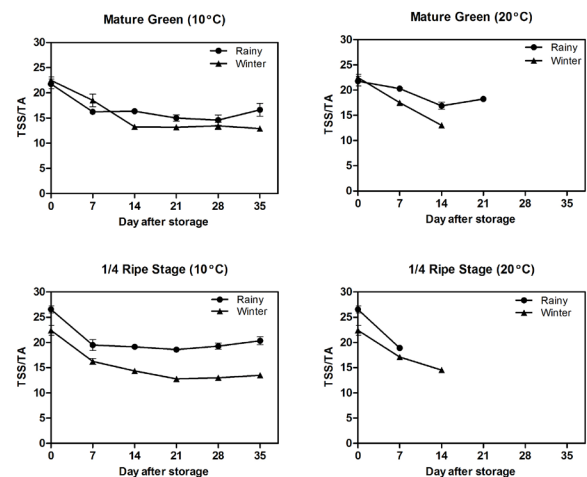 Mature Green (10°C)
30
25
20
15
10
5
0
TSS/TA
Rainy
Winter
0 7 14 21 28 35
Day after storage
Mature Green (20°C)
30
25
20
15
10
5
0
TSS/TA
Rainy
Winter
0 7 14 21 28 35
Day after storage
1/4 Ripe Stage (10°C)
30
25
20
15
10
5
0
TSS/TA
Rainy
Winter
0 7 14 21 28 35
Day after storage
1/4 Ripe Stage (20°C)
30
25
20
15
10
5
0
TSS/TA
Rainy
Winter
0 7 14 21 28 35
Day after storage